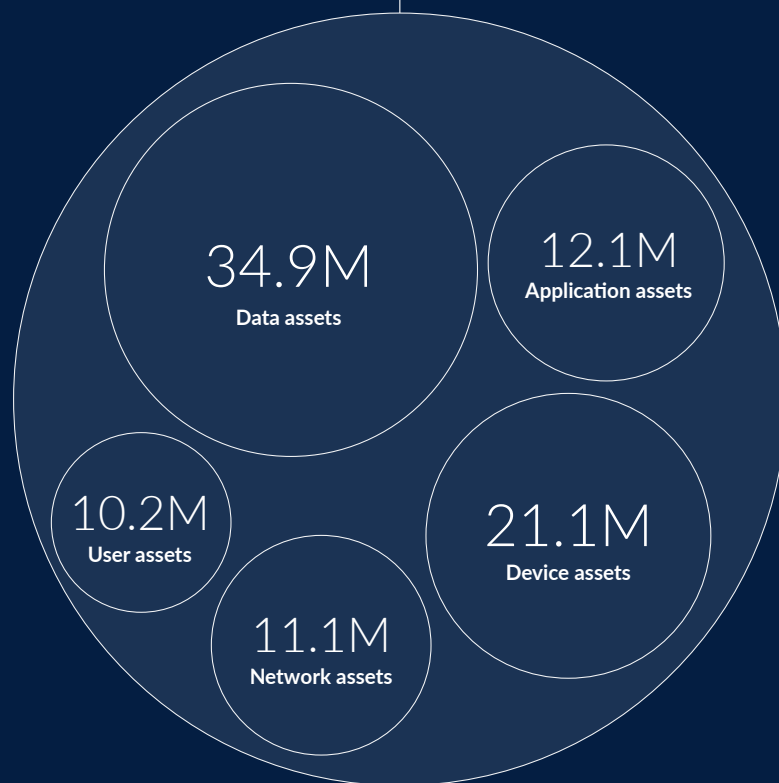 34.9M
Data assets
12.1M
Application assets
10.2M
User assets
21.1M
Device assets
11.1M
Network assets